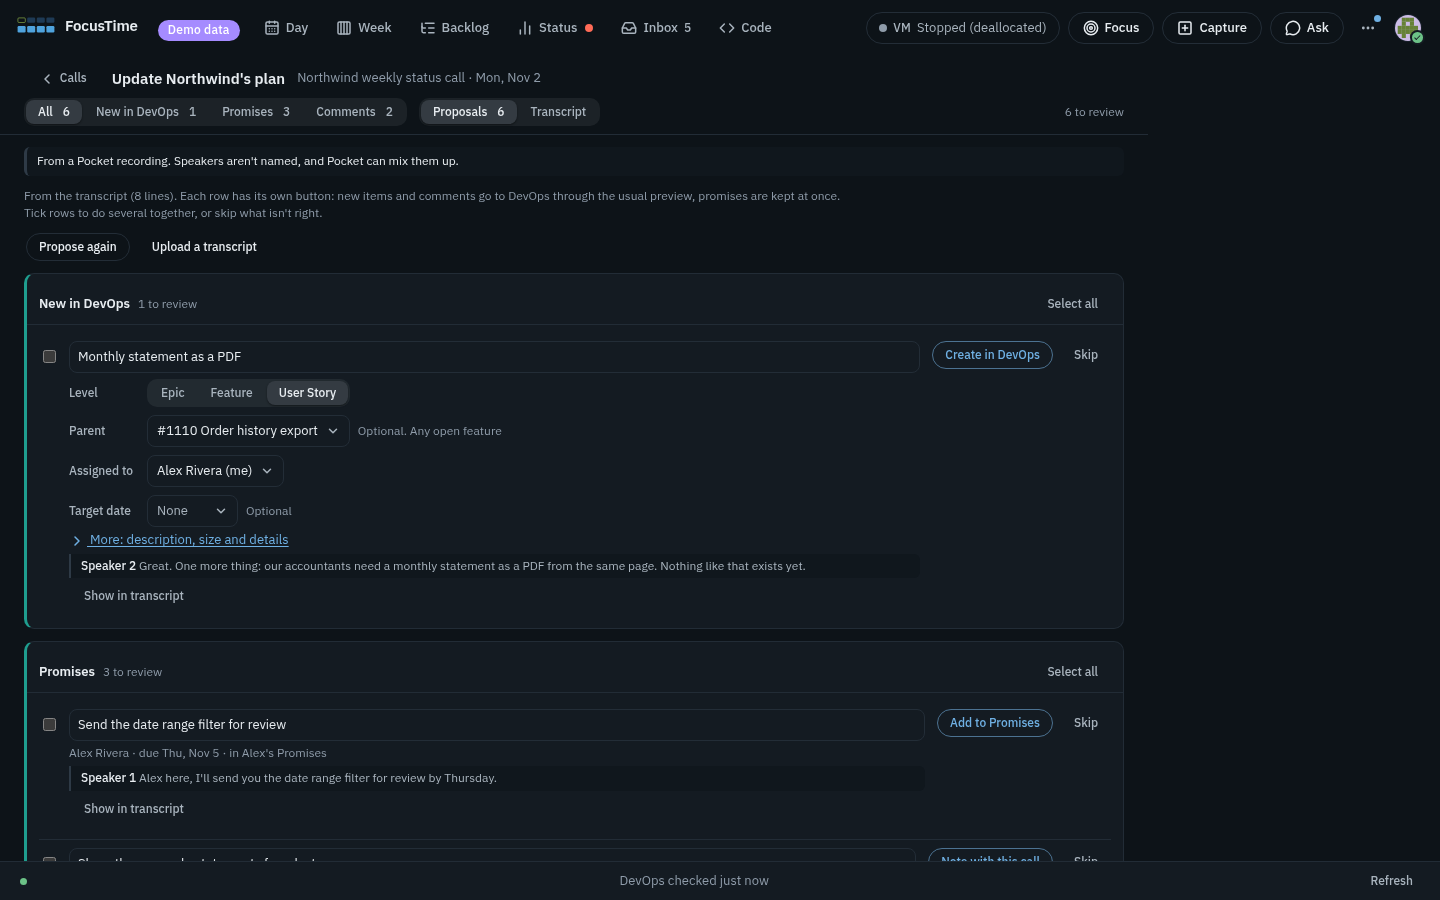 FocusTime
Demo data
Day
Week
Backlog
Status
Inbox 5
Code
VM Stopped (deallocated)
Focus
Capture
Ask
Calls
Update Northwind's plan
Northwind weekly status call · Mon, Nov 2
All 6
New in DevOps 1
Promises 3
Comments 2
Proposals 6
Transcript
6 to review
From a Pocket recording. Speakers aren't named, and Pocket can mix them up.
From the transcript (8 lines). Each row has its own button: new items and comments go to DevOps through the usual preview, promises are kept at once.
Tick rows to do several together, or skip what isn't right.
Propose again
Upload a transcript
New in DevOps 1 to review
Select all
Monthly statement as a PDF
Create in DevOps
Skip
Level
Epic
Feature
User Story
Parent
#1110 Order history export
Optional. Any open feature
Assigned to
Alex Rivera (me)
Target date
None
Optional
More: description, size and details
Speaker 2 Great. One more thing: our accountants need a monthly statement as a PDF from the same page. Nothing like that exists yet.
Show in transcript
Promises 3 to review
Select all
Send the date range filter for review
Add to Promises
Skip
Alex Rivera · due Thu, Nov 5 · in Alex's Promises
Speaker 1 Alex here, I'll send you the date range filter for review by Thursday.
Show in transcript
Note with this call
Skip
DevOps checked just now
Refresh